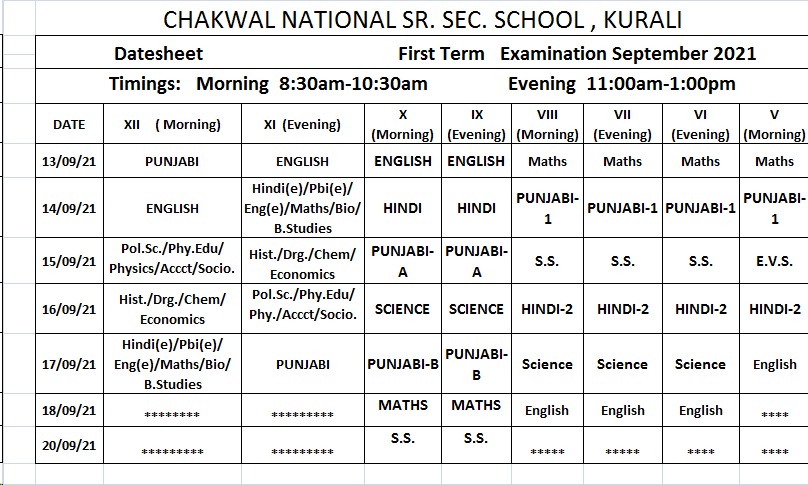 CHAKWAL NATIONAL SR. SEC. SCHOOL , KURALI
Datesheet First Term Examination September 2021
Timings: Morning 8:30am-10:30am Evening 11:00am-1:00pm
DATE XII ( Morning) XI (Evening) X (Morning) IX (Evening) VIII (Morning) VII (Evening) VI (Evening) V (Morning)
13/09/21 PUNJABI ENGLISH ENGLISH ENGLISH Maths Maths Maths Maths
14/09/21 ENGLISH Hindi(e)/Pbi(e)/ Eng(e)/Maths/Bio/ B.Studies HINDI HINDI PUNJABI-1 PUNJABI-1 PUNJABI-1 PUNJABI-1
15/09/21 Pol.Sc./Phy.Edu/ Physics/Accct/Socio. Hist./Drg./Chem/ Economics PUNJABI-A PUNJABI-A S.S. S.S. S.S. E.V.S.
16/09/21 Hist./Drg./Chem/ Economics Pol.Sc./Phy.Edu/ Phy./Accct/Socio. SCIENCE SCIENCE HINDI-2 HINDI-2 HINDI-2 HINDI-2
17/09/21 Hindi(e)/Pbi(e)/ Eng(e)/Maths/Bio/ B.Studies PUNJABI PUNJABI-B PUNJABI-B Science Science Science English
18/09/21 ******** ********* MATHS MATHS English English English ****
20/09/21 ********* ********* S.S. S.S. ***** ***** **** ****